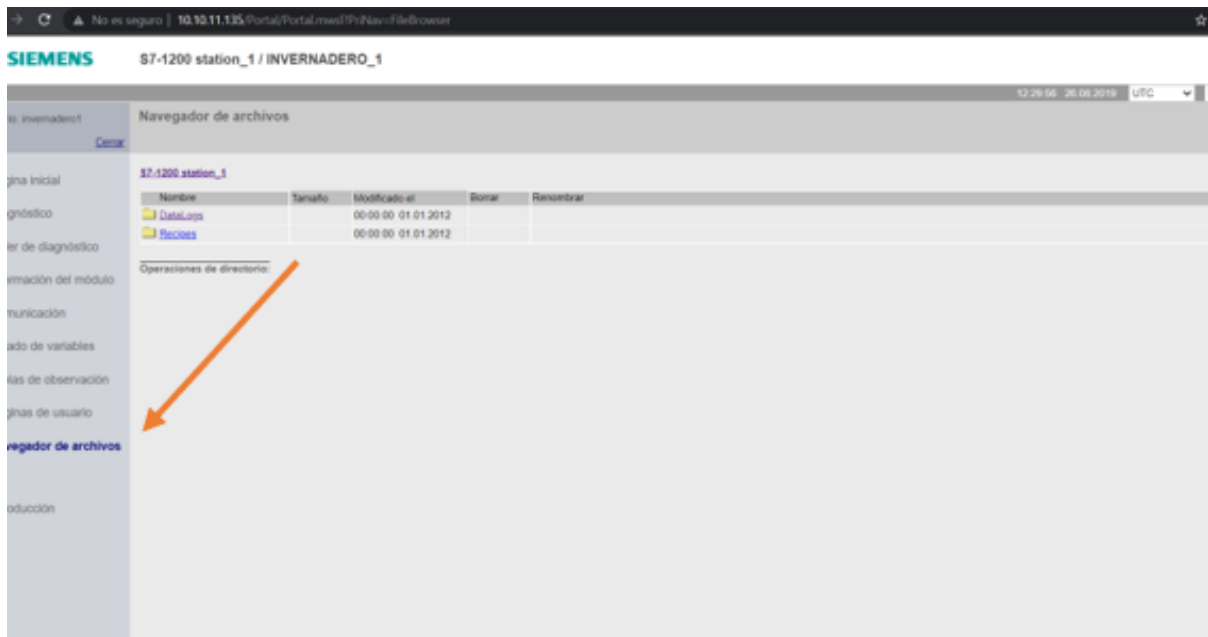 No es seguro | 10.10.11.135/Portal/Portal.mwsl?PriNav=FileBrowser
SIEMENS
S7-1200 station_1 / INVERNADERO_1
12:29:56 26.08.2019 UTC
invernadero1
Cerrar
Navegador de archivos
S7-1200 station_1
Nombre Tamaño Modificado el Borrar Renombrar
DataLogs 00:00:00 01.01.2012
Recipes 00:00:00 01.01.2012
Operaciones de directorio:
gina inicial
gnóstico
er de diagnóstico
ormación del módulo
municación
ado de variables
las de observación
ginas de usuario
vegador de archivos
oducción